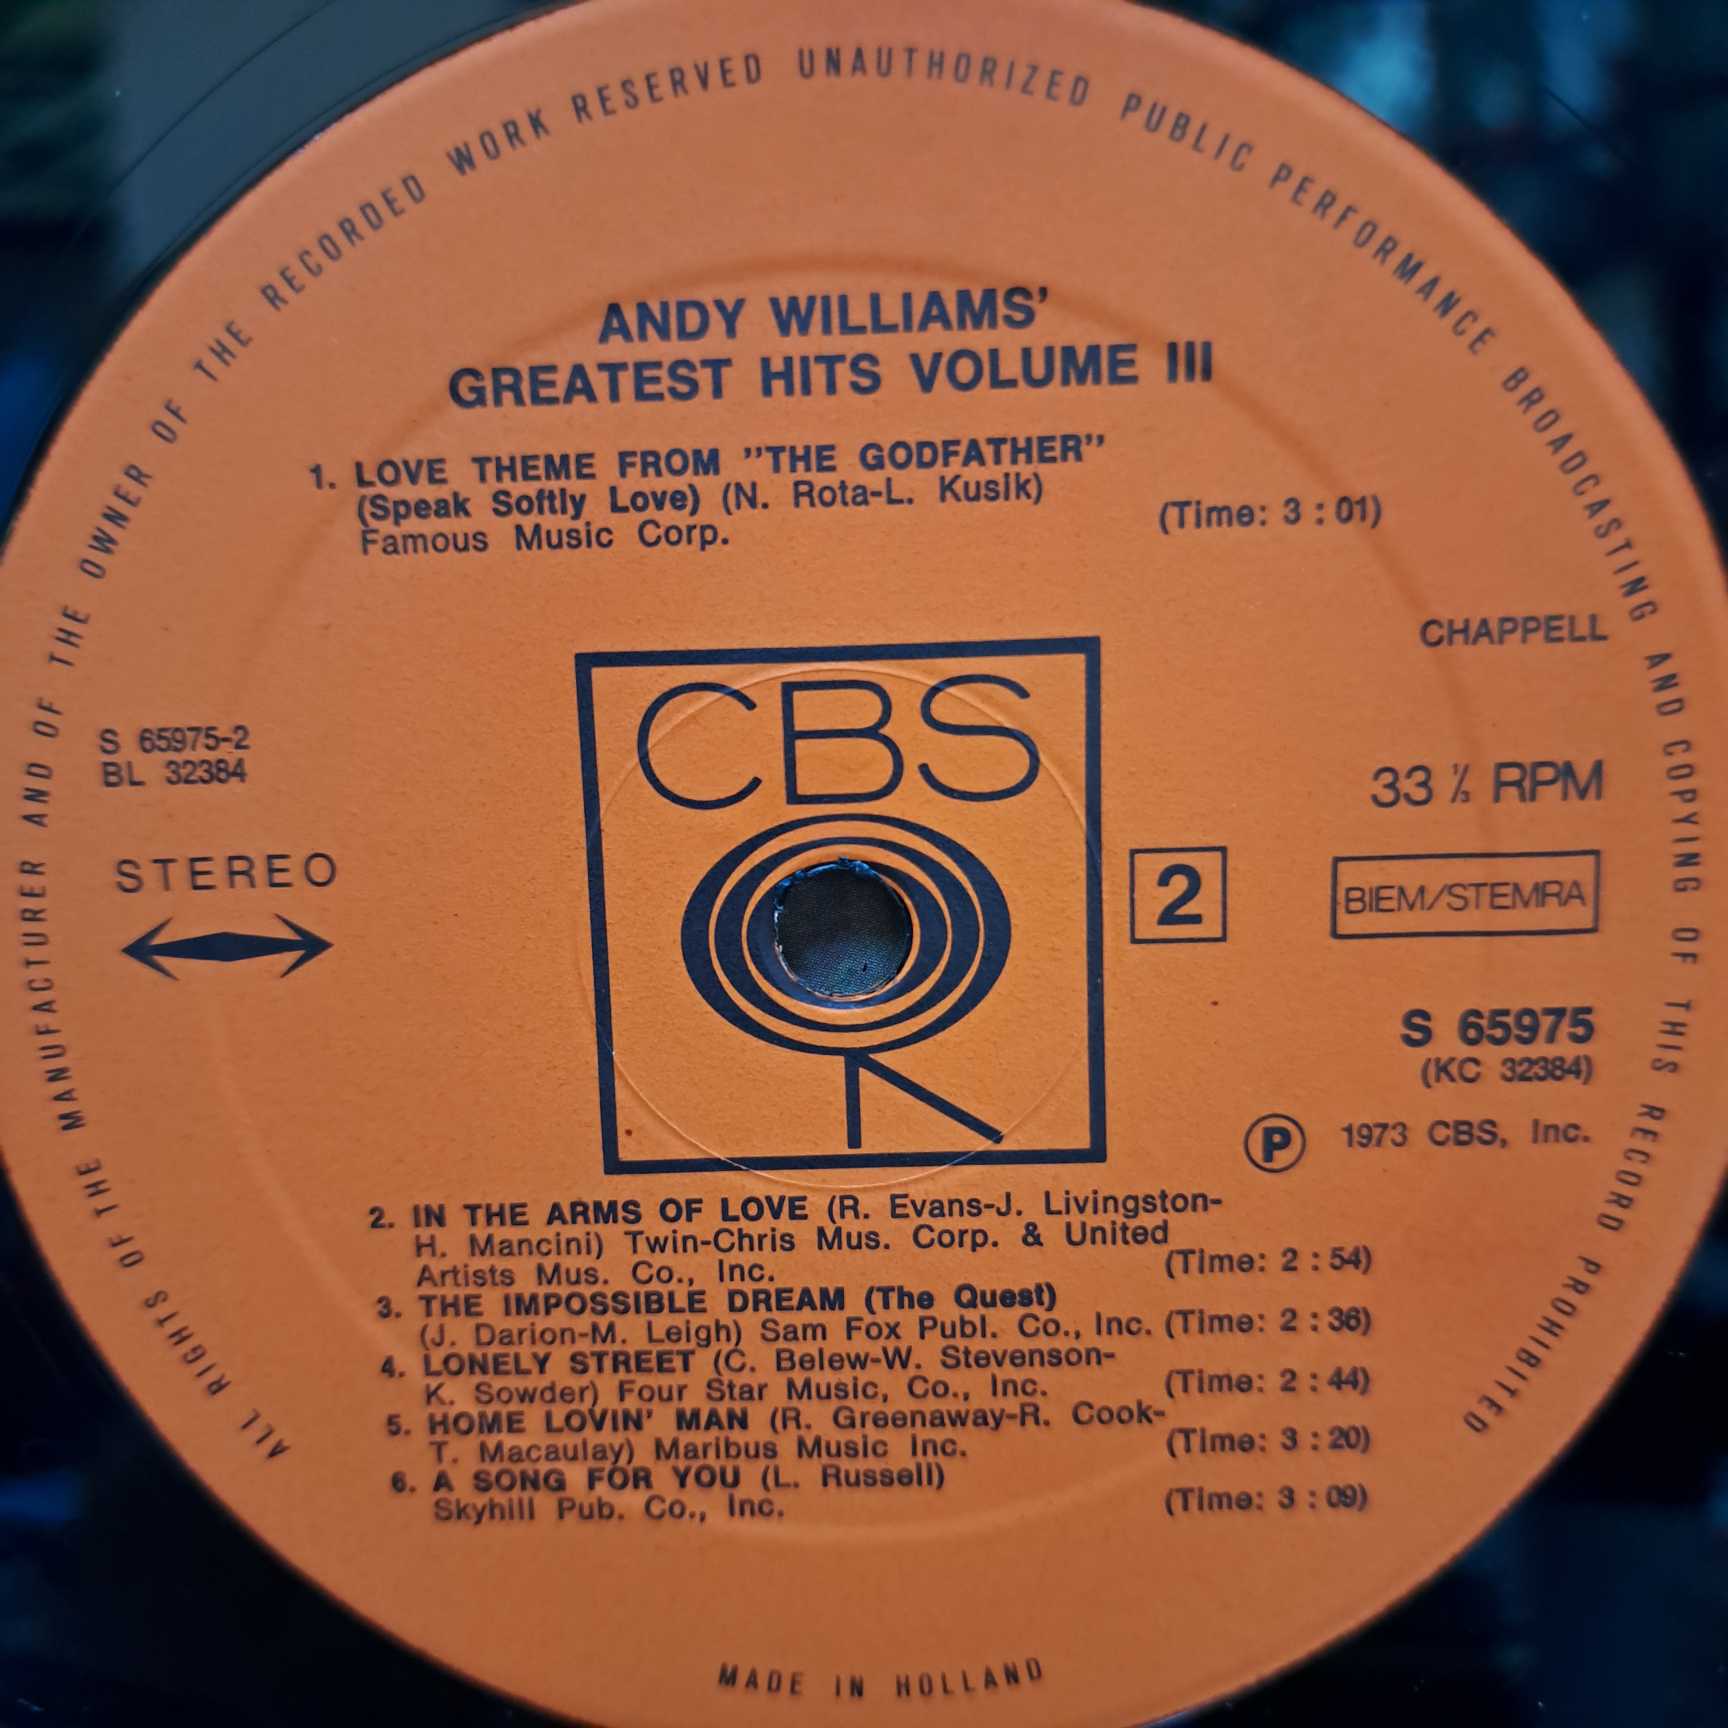 ALL RIGHTS OF THE MANUFACTURER AND OF THE OWNER OF THE RECORDED WORK RESERVED UNAUTHORIZED PUBLIC PERFORMANCE BROADCASTING AND COPYING OF THIS RECORD PROHIBITED
ANDY WILLIAMS'
GREATEST HITS VOLUME III
1. LOVE THEME FROM "THE GODFATHER"
(Speak Softly Love) (N. Rota-L. Kusik)
Famous Music Corp. (Time: 3 : 01)
CHAPPELL
CBS
S 65975-2
BL 32384
STEREO
33 ⅓ RPM
2
BIEM/STEMRA
S 65975
(KC 32384)
Ⓟ 1973 CBS, Inc.
2. IN THE ARMS OF LOVE (R. Evans-J. Livingston-
H. Mancini) Twin-Chris Mus. Corp. & United
Artists Mus. Co., Inc. (Time: 2 : 54)
3. THE IMPOSSIBLE DREAM (The Quest)
(J. Darion-M. Leigh) Sam Fox Publ. Co., Inc. (Time: 2 : 36)
4. LONELY STREET (C. Belew-W. Stevenson-
K. Sowder) Four Star Music, Co., Inc. (Time: 2 : 44)
5. HOME LOVIN' MAN (R. Greenaway-R. Cook-
T. Macaulay) Maribus Music Inc. (Time: 3 : 20)
6. A SONG FOR YOU (L. Russell)
Skyhill Pub. Co., Inc. (Time: 3 : 09)
MADE IN HOLLAND